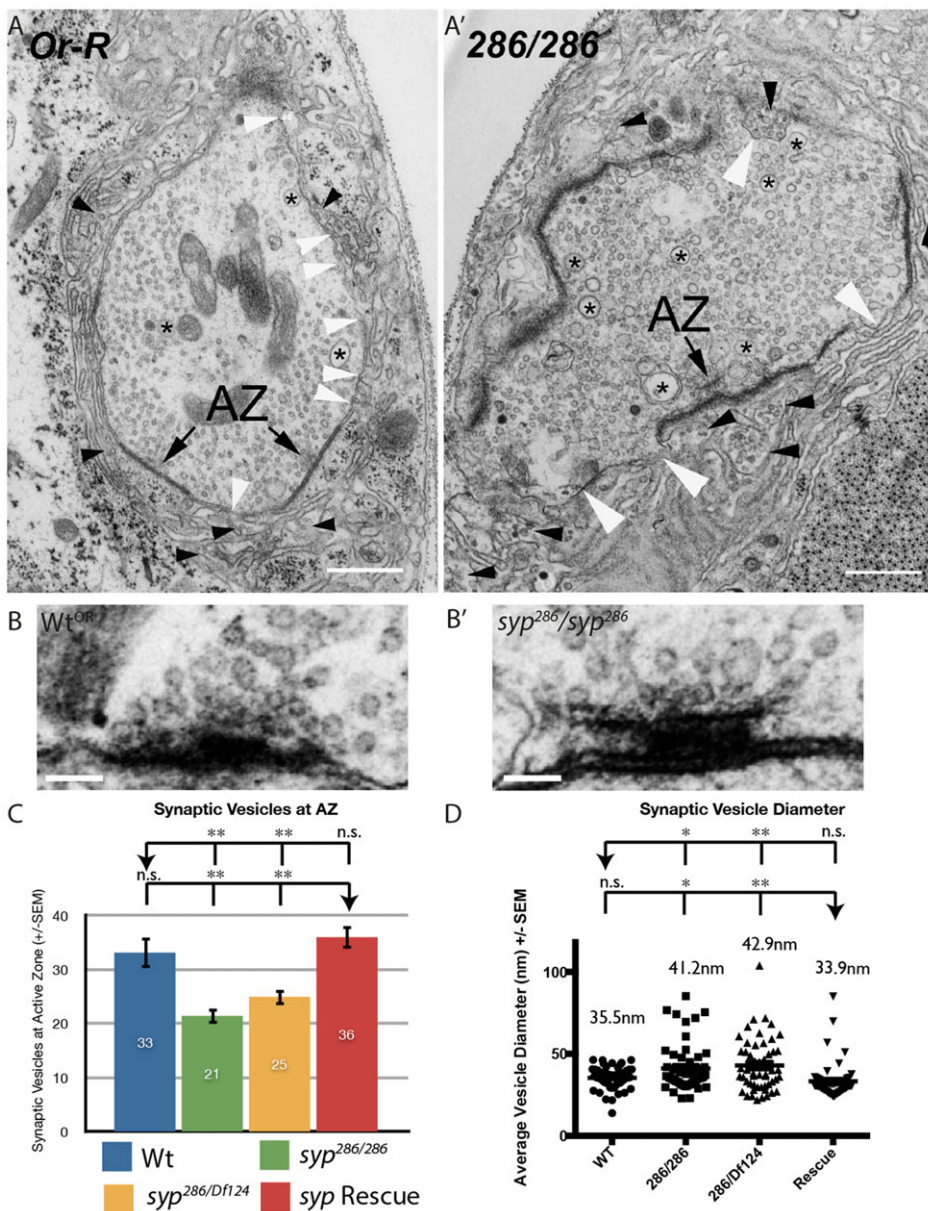 A Or-R
A' 286/286
*
*
*
AZ
*
*
*
*
*
AZ
*
*
B Wt^OR
B' syp^286/syp^286
C Synaptic Vesicles at AZ
** ** n.s.
n.s. ** **
Synaptic Vesicles at Active Zone (+/-SEM)
40
30
20
10
0
33
21
25
36
Wt
syp^286/286
syp^286/Df124
syp Rescue
D Synaptic Vesicle Diameter
* ** n.s.
n.s. * **
Average Vesicle Diameter (nm) +/- SEM
100
50
0
35.5nm
41.2nm
42.9nm
33.9nm
WT
286/286
286/Df124
Rescue